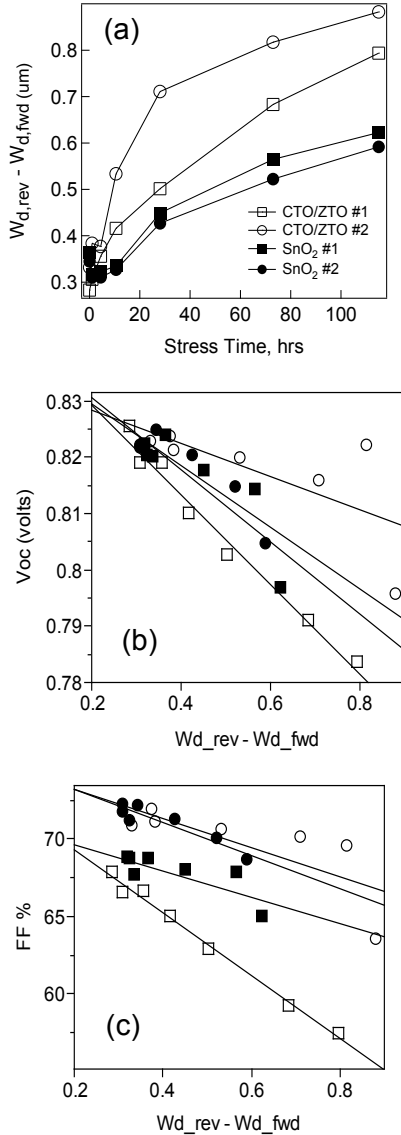 (a)
W_d,rev - W_d,fwd (um)
0.8
0.7
0.6
0.5
0.4
0.3
CTO/ZTO #1
CTO/ZTO #2
SnO₂ #1
SnO₂ #2
0 20 40 60 80 100
Stress Time, hrs
0.83
0.82
0.81
0.8
0.79
0.78
Voc (volts)
(b)
0.2 0.4 0.6 0.8
Wd_rev - Wd_fwd
70
65
60
FF %
(c)
0.2 0.4 0.6 0.8
Wd_rev - Wd_fwd